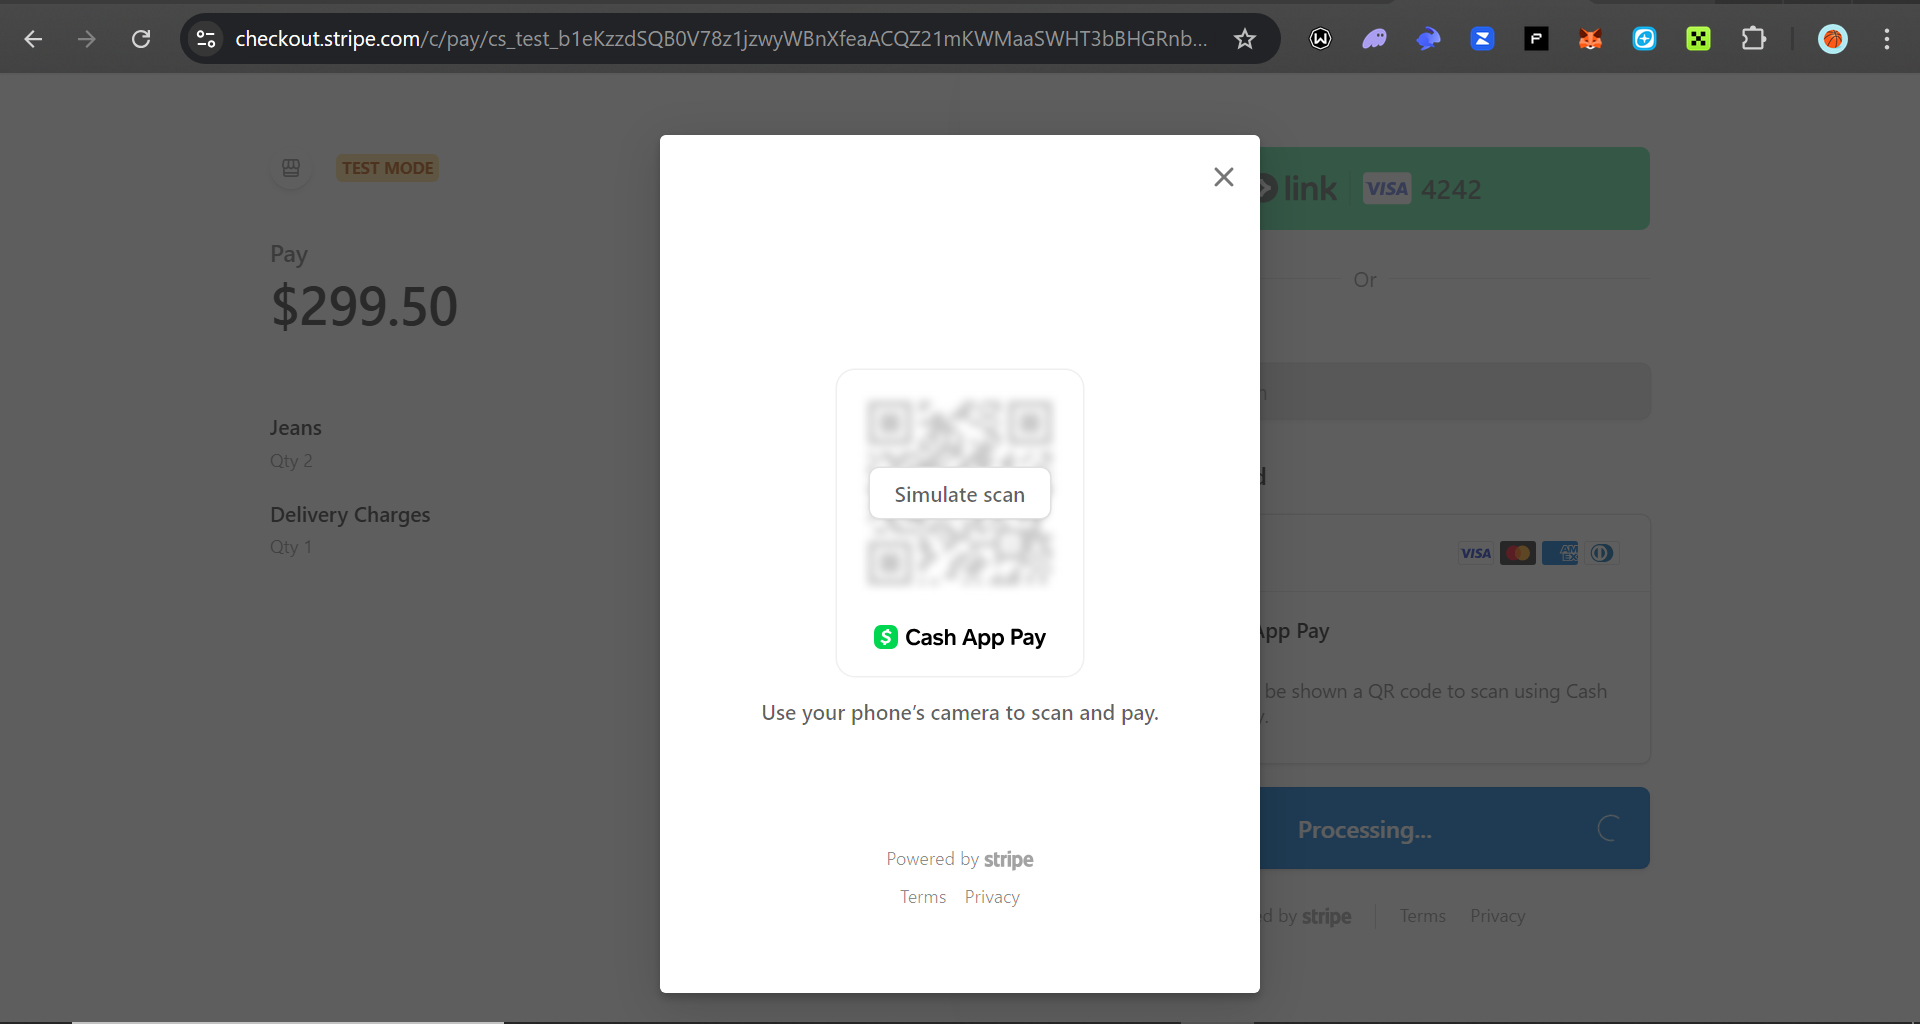 checkout.stripe.com/c/pay/cs_test_b1eKzzdSQB0V78z1jzwyWBnXfeaACQZ21mKWMaaSWHT3bBHGRnb...
TEST MODE
Pay
$299.50
Jeans
Qty 2
Delivery Charges
Qty 1
Simulate scan
Cash App Pay
Use your phone’s camera to scan and pay.
Powered by stripe
Terms Privacy
link VISA 4242
Or
VISA AM EX
App Pay
be shown a QR code to scan using Cash
Processing...
by stripe Terms Privacy